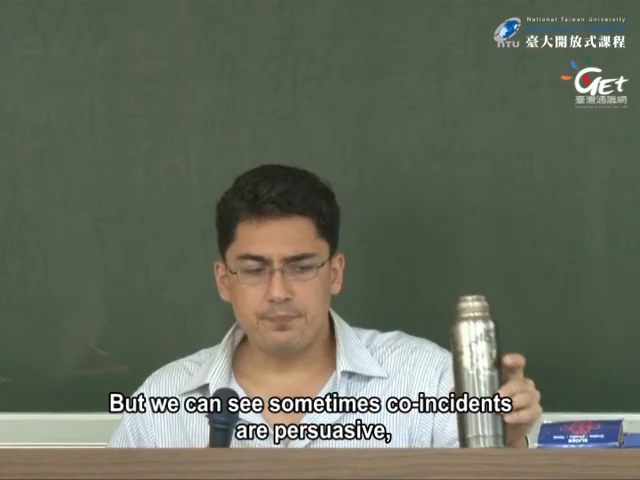 National Taiwan University
NTU
臺大開放式課程
GET
臺灣通識網
But we can see sometimes co-incidents
are persuasive,